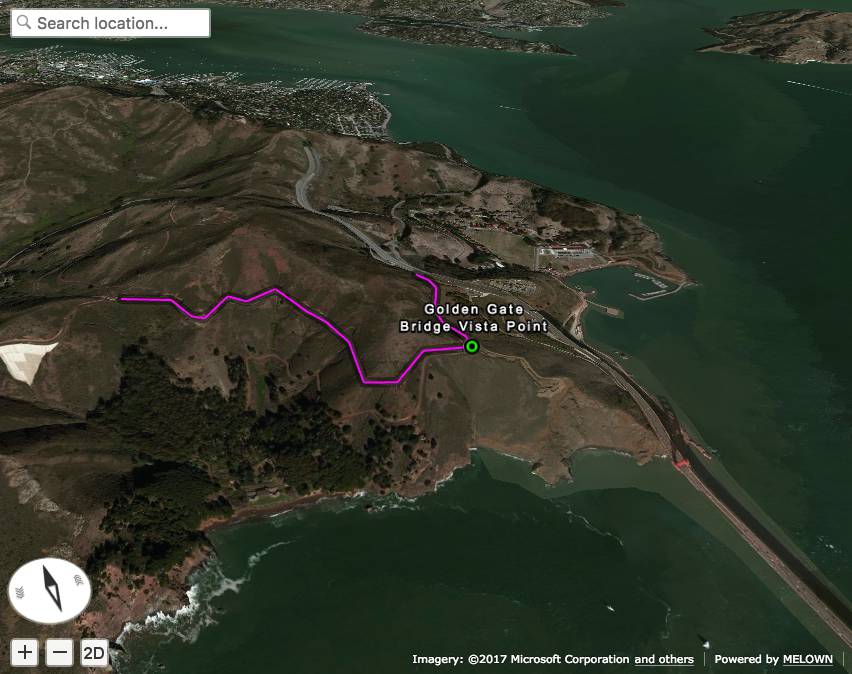 Search location...
Golden Gate
Bridge Vista Point
+
−
2D
Imagery: ©2017 Microsoft Corporation and others | Powered by MELOWN |